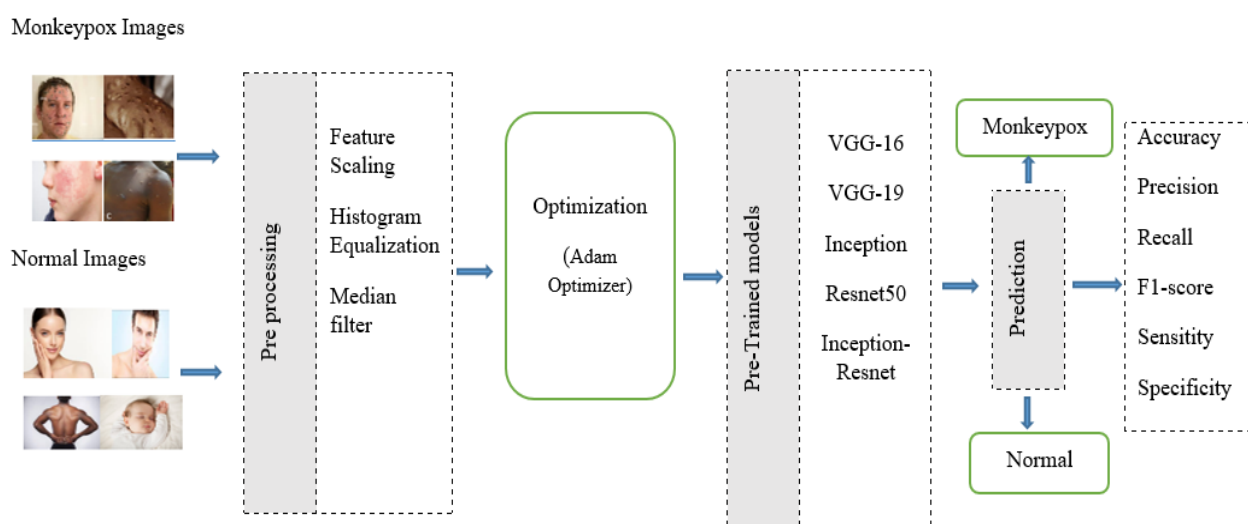 Monkeypox Images
C
Normal Images
Pre processing
Feature
Scaling
Histogram
Equalization
Median
filter
Optimization
(Adam
Optimizer)
Pre-Trained models
VGG-16
VGG-19
Inception
Resnet50
Inception-
Resnet
Monkeypox
Prediction
Normal
Accuracy
Precision
Recall
F1-score
Sensitity
Specificity